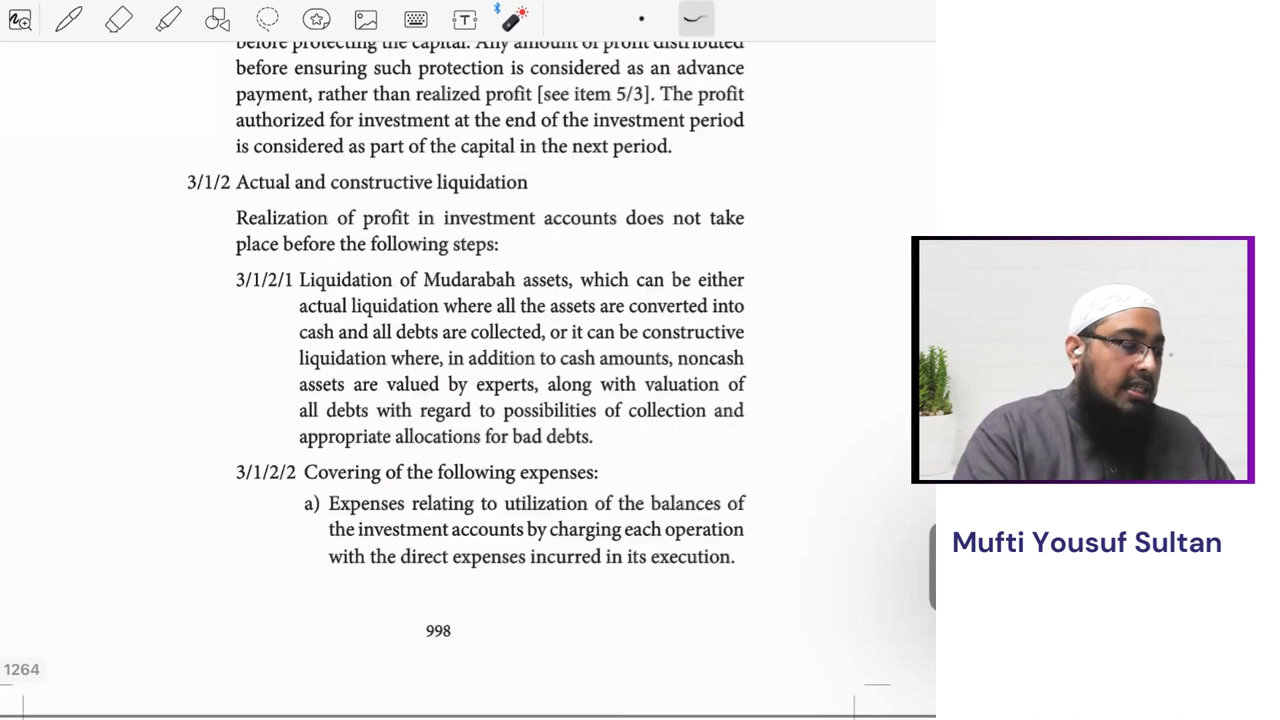 before protecting the capital. Any amount of profit distributed
before ensuring such protection is considered as an advance
payment, rather than realized profit [see item 5/3]. The profit
authorized for investment at the end of the investment period
is considered as part of the capital in the next period.
3/1/2 Actual and constructive liquidation
Realization of profit in investment accounts does not take
place before the following steps:
3/1/2/1 Liquidation of Mudarabah assets, which can be either
actual liquidation where all the assets are converted into
cash and all debts are collected, or it can be constructive
liquidation where, in addition to cash amounts, noncash
assets are valued by experts, along with valuation of
all debts with regard to possibilities of collection and
appropriate allocations for bad debts.
3/1/2/2 Covering of the following expenses:
a) Expenses relating to utilization of the balances of
the investment accounts by charging each operation
with the direct expenses incurred in its execution.
998
1264
Mufti Yousuf Sultan